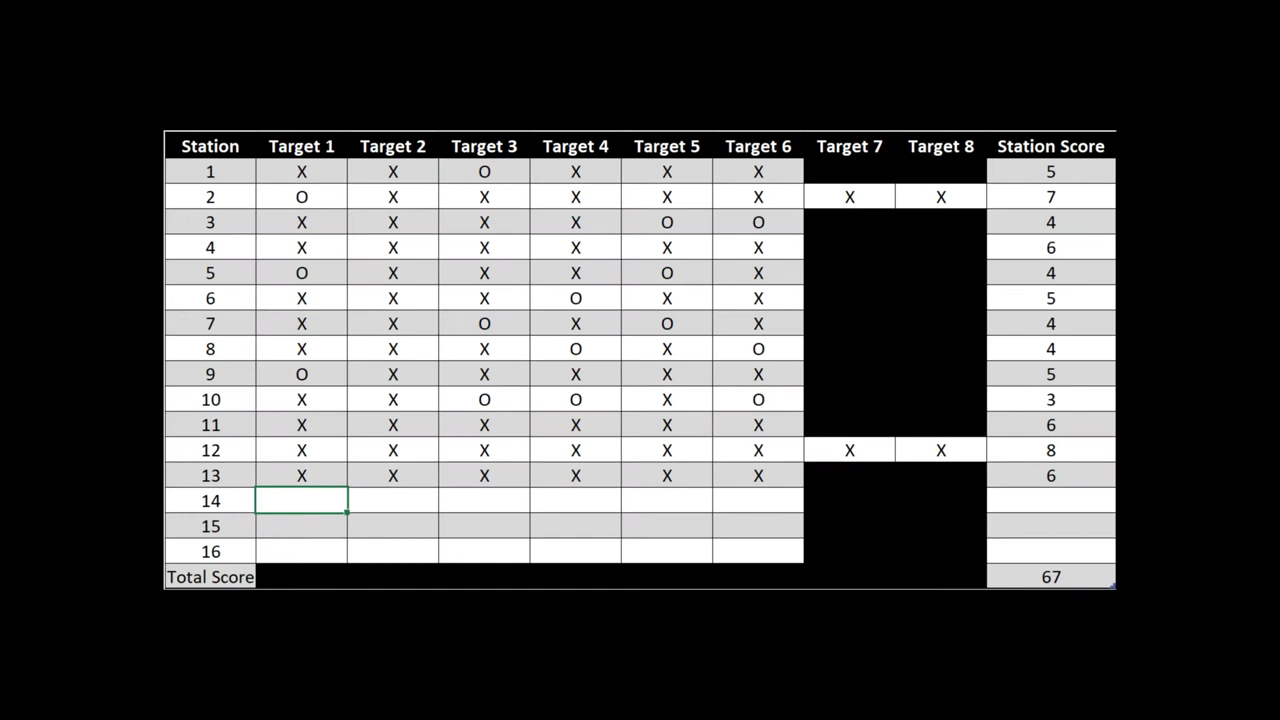 Station Target 1 Target 2 Target 3 Target 4 Target 5 Target 6 Target 7 Target 8 Station Score
1 X X O X X X 5
2 O X X X X X X X 7
3 X X X X O O 4
4 X X X X X X 6
5 O X X X O X 4
6 X X X O X X 5
7 X X O X O X 4
8 X X X O X O 4
9 O X X X X X 5
10 X X O O X O 3
11 X X X X X X 6
12 X X X X X X X X 8
13 X X X X X X 6
14
15
16
Total Score 67